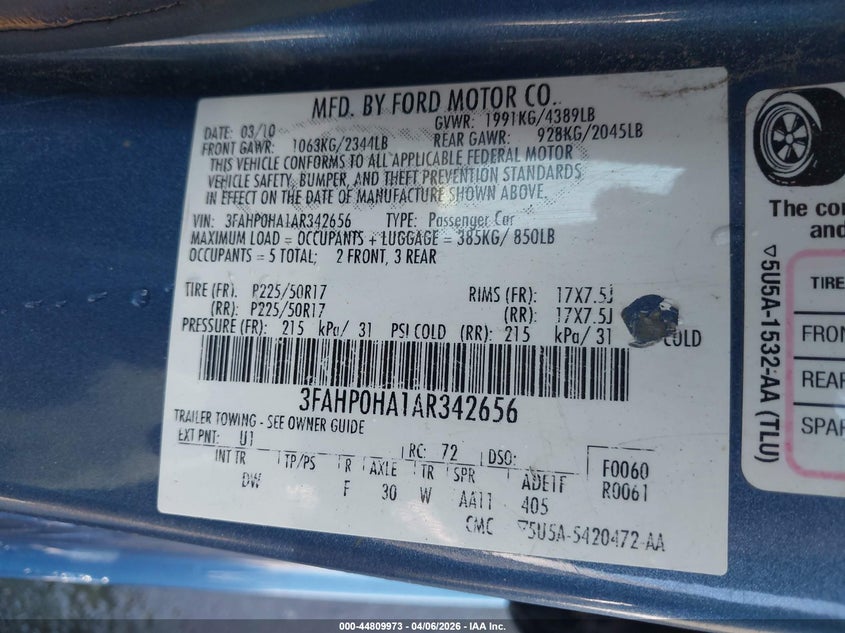 MFD. BY FORD MOTOR CO.
DATE: 03/10 GVWR: 1991KG/4389LB
FRONT GAWR: 1063KG/2344LB REAR GAWR: 928KG/2045LB
THIS VEHICLE CONFORMS TO ALL APPLICABLE FEDERAL MOTOR
VEHICLE SAFETY, BUMPER, AND THEFT PREVENTION STANDARDS
IN EFFECT ON THE DATE OF MANUFACTURE SHOWN ABOVE.
VIN: 3FAHP0HA1AR342656 TYPE: Passenger Car
MAXIMUM LOAD = OCCUPANTS + LUGGAGE = 385KG/ 850LB
OCCUPANTS = 5 TOTAL; 2 FRONT, 3 REAR
TIRE (FR): P225/50R17 RIMS (FR): 17X7.5J
(RR): P225/50R17 (RR): 17X7.5J
PRESSURE (FR): 215 kPa/ 31 PSI COLD (RR): 215 kPa/ 31 COLD
3FAHP0HA1AR342656
TRAILER TOWING - SEE OWNER GUIDE
EXT PNT: U1 RC: 72 DSO: F0060
INT TR TP/PS R AXLE TR SPR ADE1F R0061
DW F 30 W AA11 405
CMC 5U5A-5420472-AA
The co
and
5U5A-1532-AA (TLU)
TIRE
FRON
REAR
SPAR
000-44809973 - 04/06/2026 - IAA Inc.